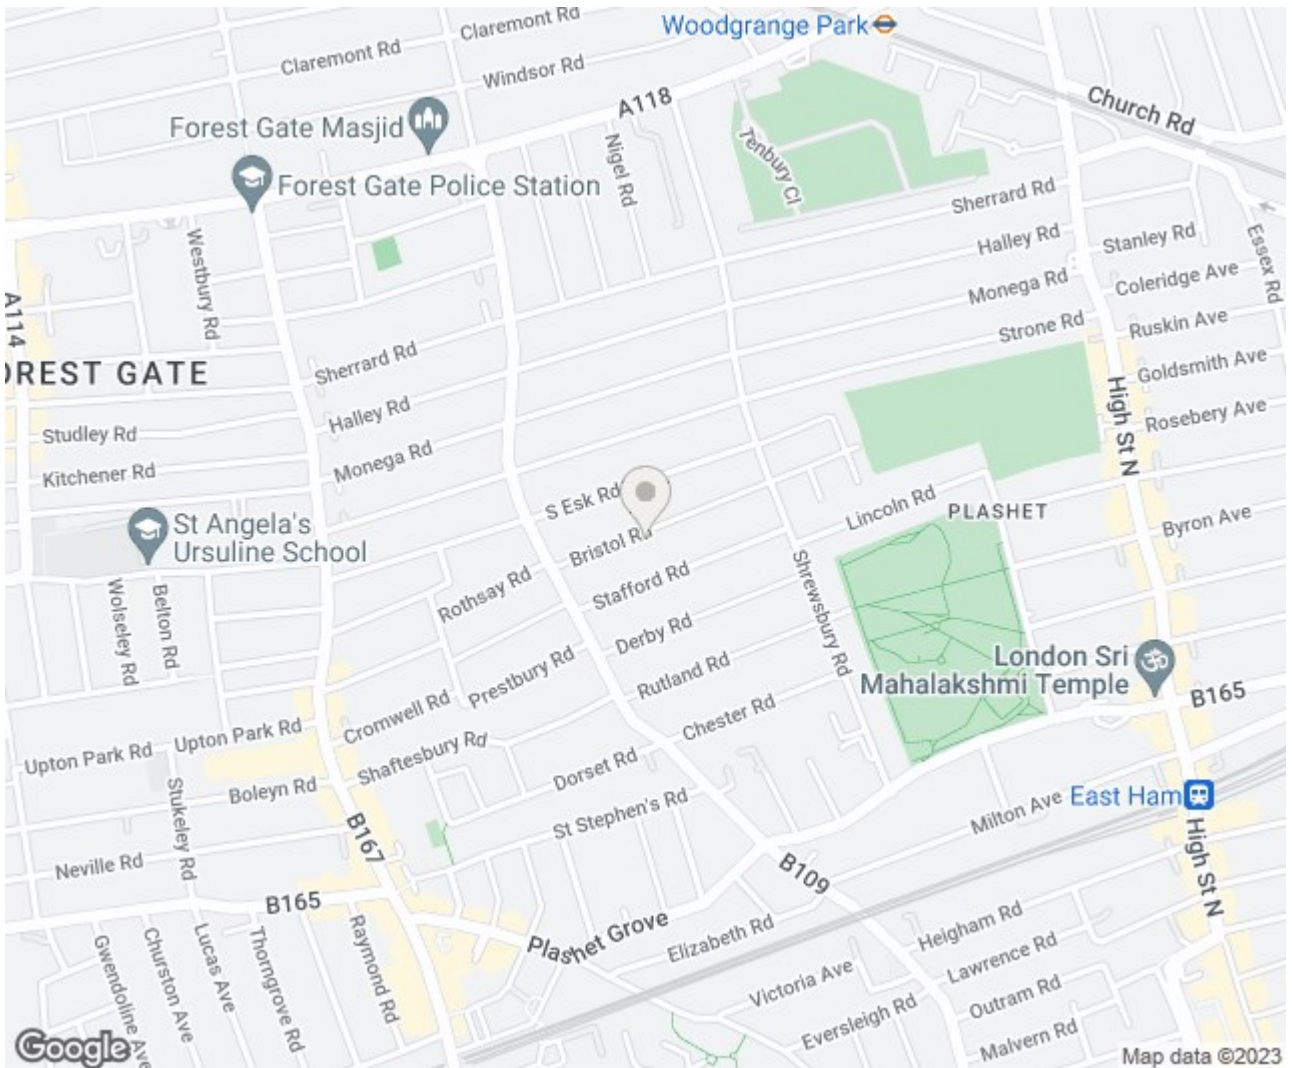 Woodgrange Park
Claremont Rd
Claremont Rd
Windsor Rd
A118
Church Rd
Forest Gate Masjid
Nigel Rd
Tenbury Cl
Forest Gate Police Station
Sherrard Rd
Westbury Rd
Halley Rd
Stanley Rd
Essex Rd
Coleridge Ave
Monega Rd
A114
Strone Rd
Ruskin Ave
Sherrard Rd
OREST GATE
Goldsmith Ave
Halley Rd
High St N
Rosebery Ave
Studley Rd
Monega Rd
Kitchener Rd
S Esk Rd
Lincoln Rd
PLASHET
Byron Ave
St Angela's
Ursuline School
Bristol Rd
Stafford Rd
Shrewsbury Rd
Rothsay Rd
Wolseley Rd
Belton Rd
Derby Rd
London Sri
Mahalakshmi Temple
Prestbury Rd
Rutland Rd
B165
Cromwell Rd
Chester Rd
Upton Park Rd
Upton Park Rd
Shaftesbury Rd
Dorset Rd
Boleyn Rd
Stukeley Rd
St Stephen's Rd
Milton Ave
East Ham
B167
High St N
Neville Rd
B109
B165
Plashet Grove
Elizabeth Rd
Heigham Rd
Raymond Rd
Thorngrove Rd
Lucas Ave
Churston Ave
Gwendoline Ave
Lawrence Rd
Victoria Ave
Outram Rd
Eversleigh Rd
Malvern Rd
Google
Map data ©2023